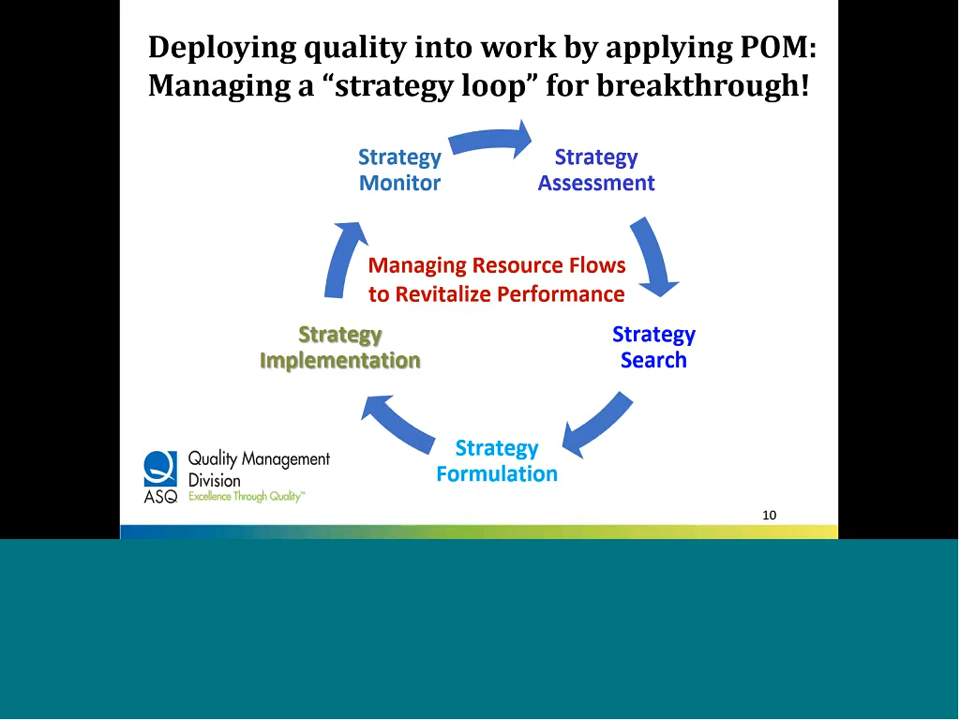 Deploying quality into work by applying POM:
Managing a “strategy loop” for breakthrough!
Strategy
Monitor
Strategy
Assessment
Managing Resource Flows
to Revitalize Performance
Strategy
Implementation
Strategy
Search
Strategy
Formulation
Quality Management
Division
ASQ Excellence Through Quality™
10